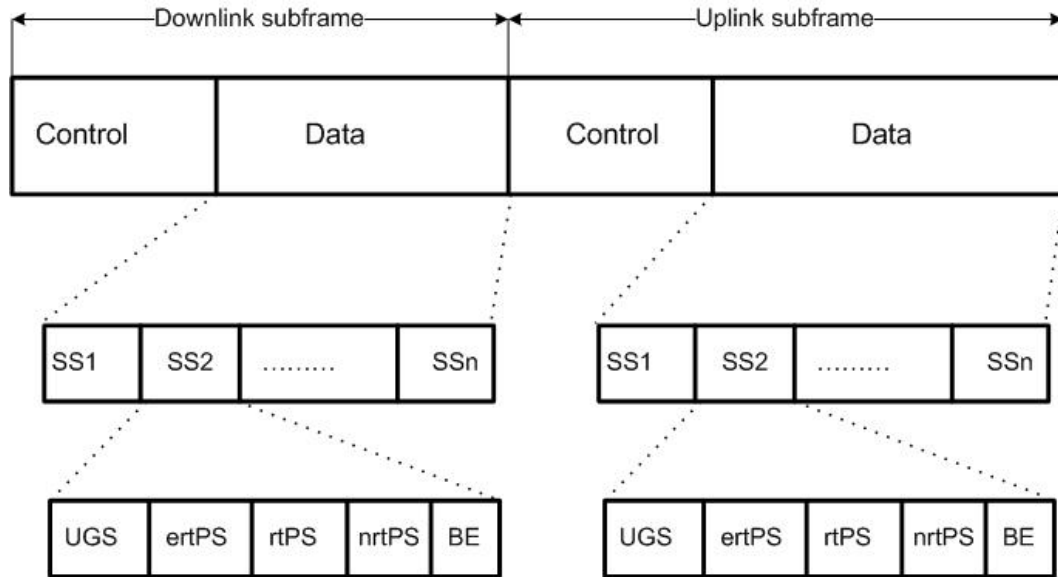 Downlink subframe Uplink subframe
Control Data Control Data
SS1 SS2 ......... SSn SS1 SS2 ......... SSn
UGS ertPS rtPS nrtPS BE UGS ertPS rtPS nrtPS BE